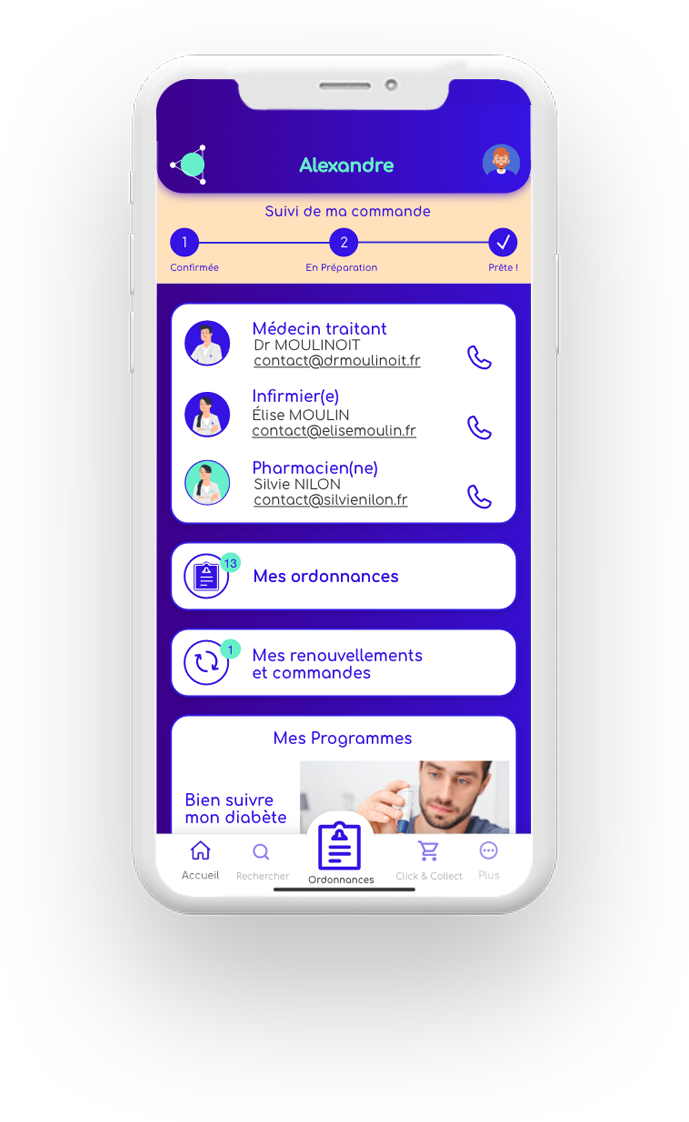 Alexandre
Suivi de ma commande
1
2
Confirmée
En Préparation
Prête !
Médecin traitant
Dr MOULINOIT
contact@drmoulinoit.fr
Infirmier(e)
Élise MOULIN
contact@elisemoulin.fr
Pharmacien(ne)
Silvie NILON
contact@silvienilon.fr
13
Mes ordonnances
1
Mes renouvellements
et commandes
Mes Programmes
Bien suivre
mon diabète
Accueil
Rechercher
Ordonnances
Click & Collect
Plus